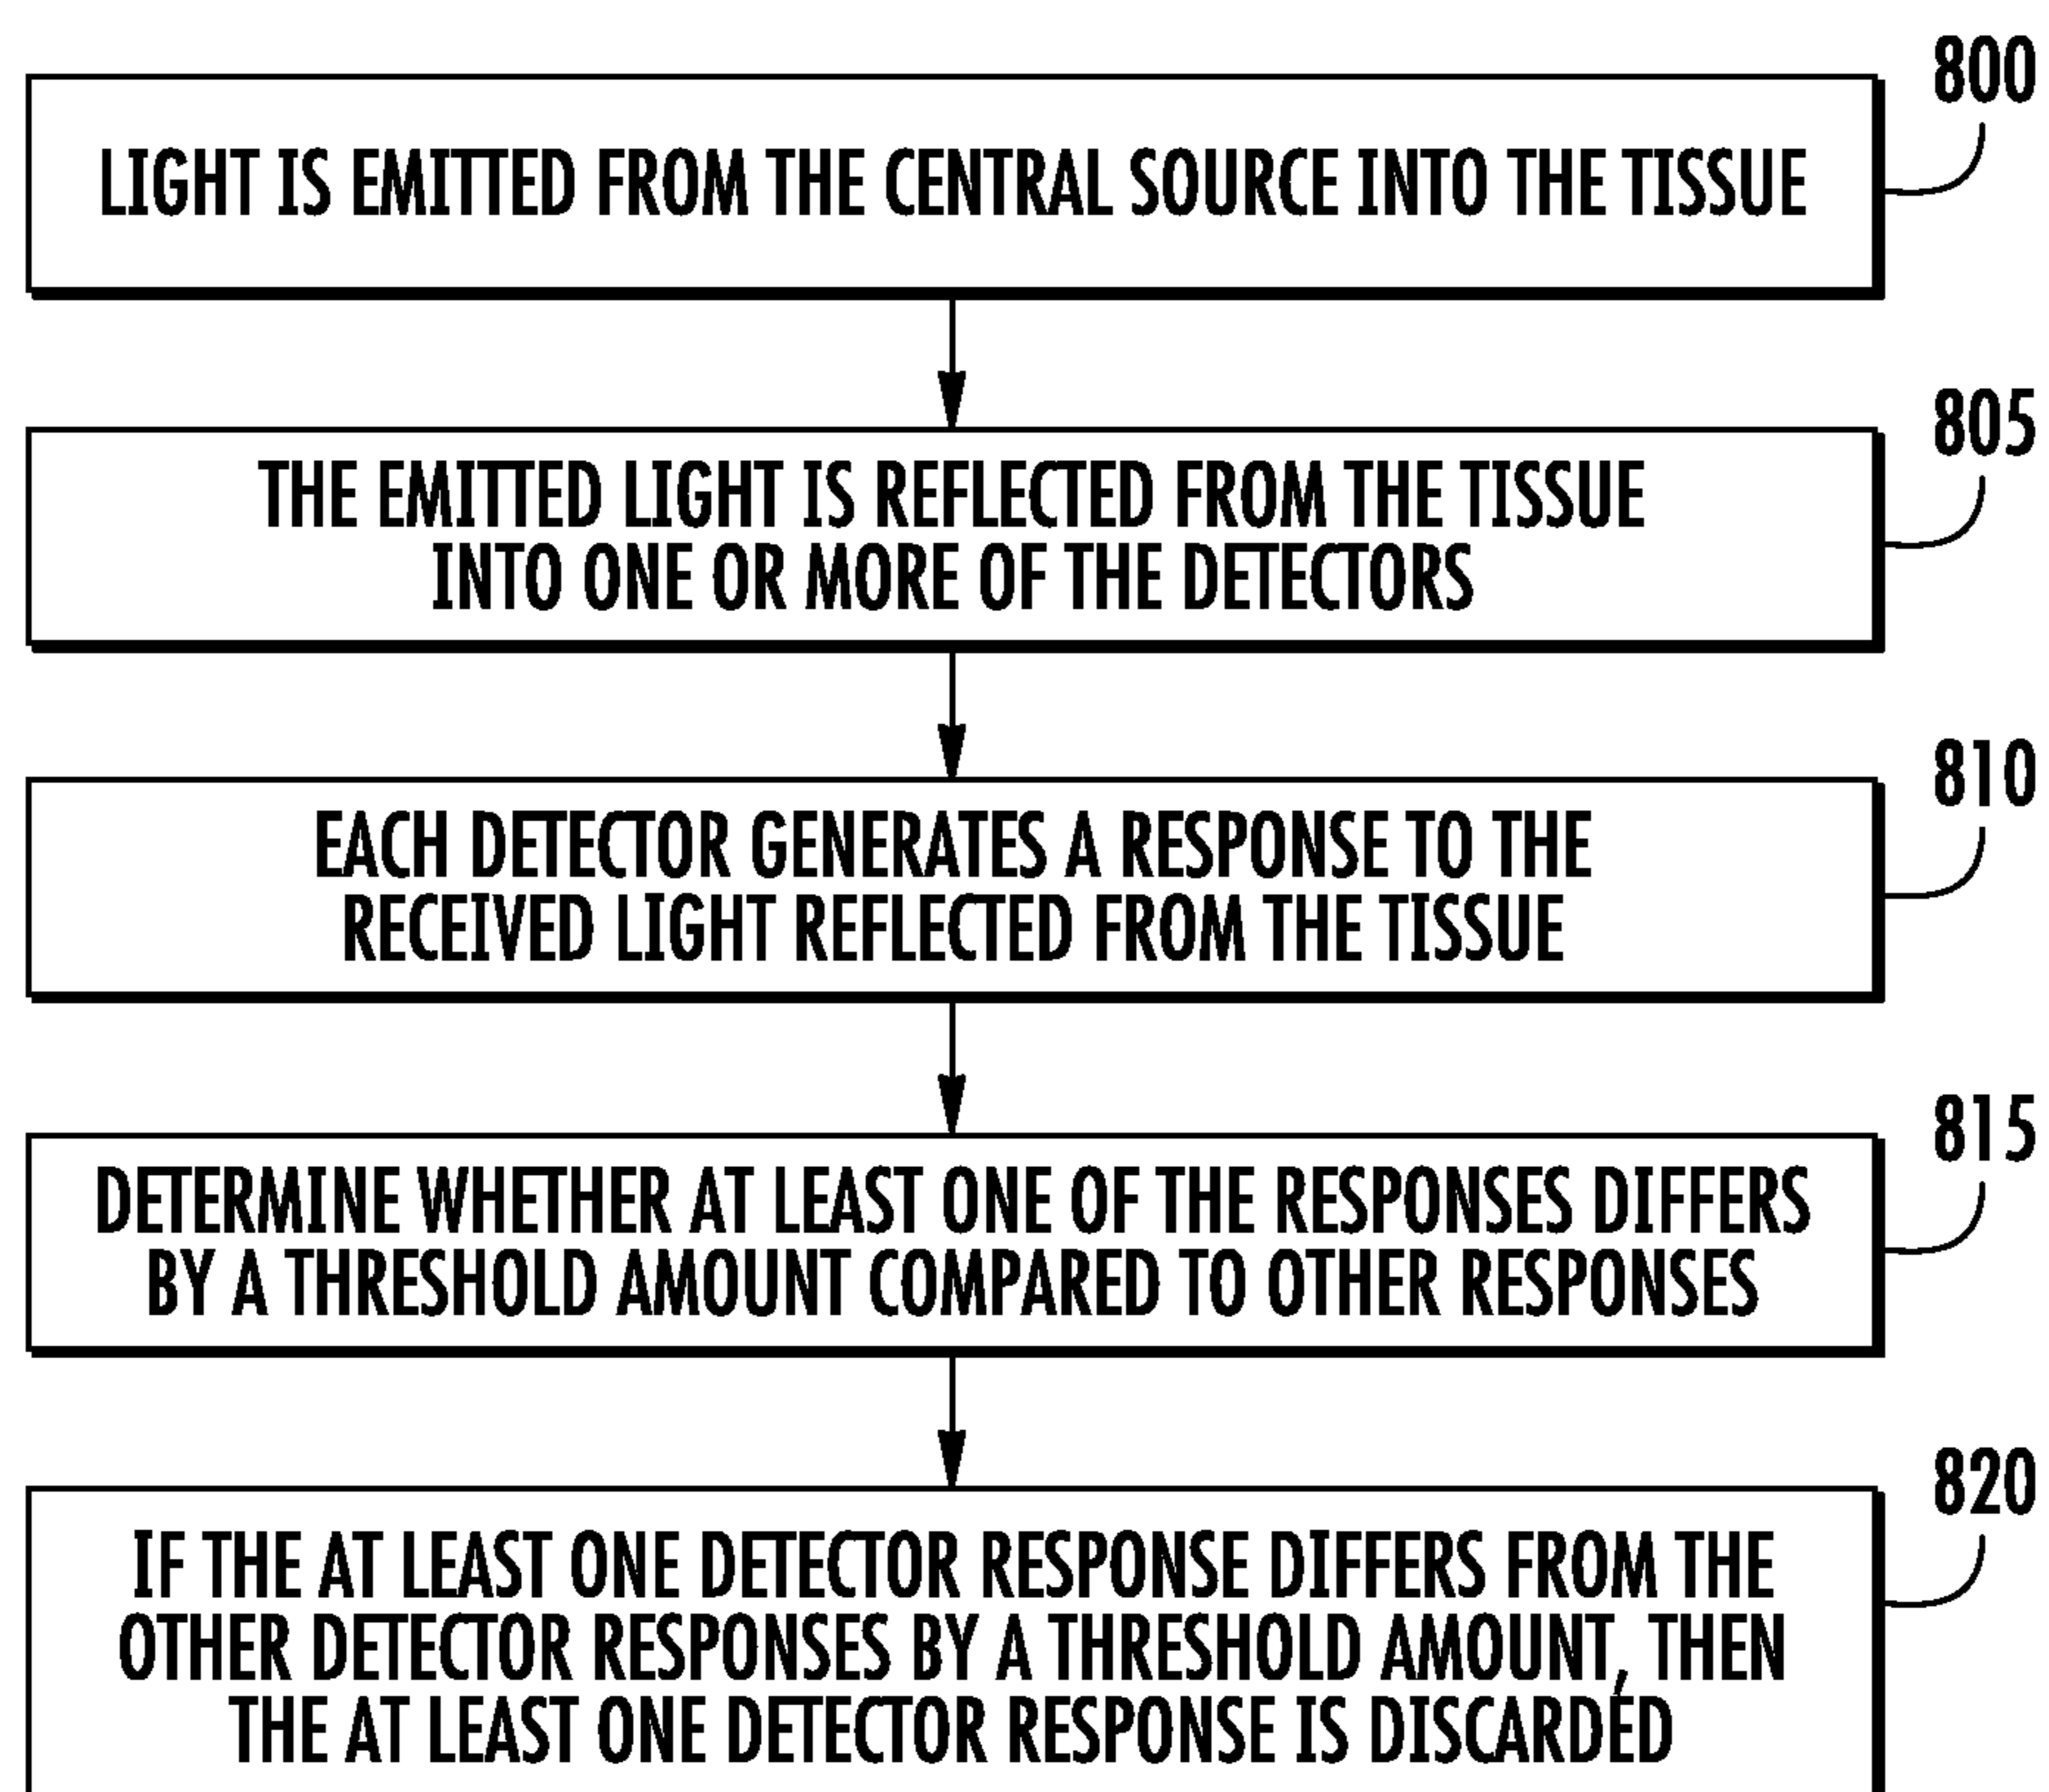 800
LIGHT IS EMITTED FROM THE CENTRAL SOURCE INTO THE TISSUE
805
THE EMITTED LIGHT IS REFLECTED FROM THE TISSUE
INTO ONE OR MORE OF THE DETECTORS
810
EACH DETECTOR GENERATES A RESPONSE TO THE
RECEIVED LIGHT REFLECTED FROM THE TISSUE
815
DETERMINE WHETHER AT LEAST ONE OF THE RESPONSES DIFFERS
BY A THRESHOLD AMOUNT COMPARED TO OTHER RESPONSES
820
IF THE AT LEAST ONE DETECTOR RESPONSE DIFFERS FROM THE
OTHER DETECTOR RESPONSES BY A THRESHOLD AMOUNT, THEN
THE AT LEAST ONE DETECTOR RESPONSE IS DISCARDED